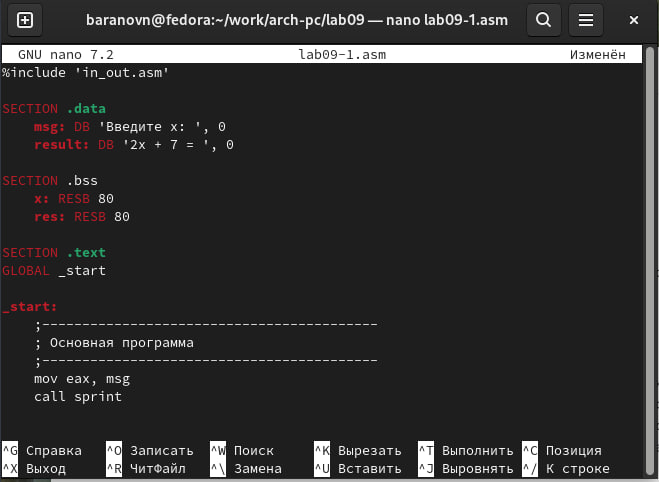 baranovn@fedora:~/work/arch-pc/lab09 — nano lab09-1.asm
GNU nano 7.2 lab09-1.asm Изменён
%include 'in_out.asm'
SECTION .data
msg: DB 'Введите x: ', 0
result: DB '2x + 7 = ', 0
SECTION .bss
x: RESB 80
res: RESB 80
SECTION .text
GLOBAL _start
_start:
;------------------------------------------
; Основная программа
;------------------------------------------
mov eax, msg
call sprint
^G Справка ^O Записать ^W Поиск ^K Вырезать ^T Выполнить ^C Позиция
^X Выход ^R ЧитФайл ^\ Замена ^U Вставить ^J Выровнять ^/ К строке